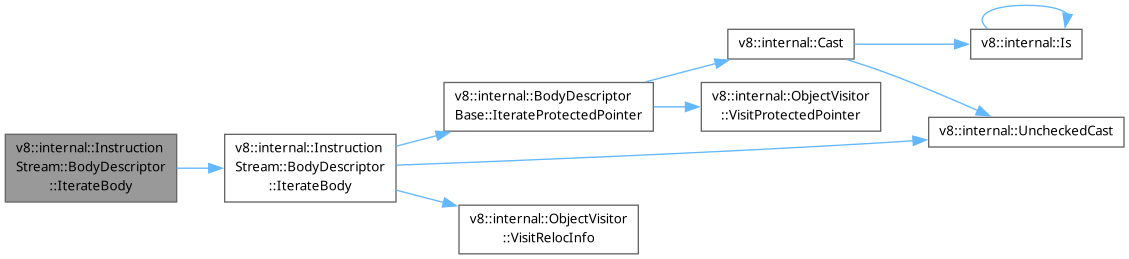 v8::internal::Instruction
Stream::BodyDescriptor
::IterateBody
v8::internal::Instruction
Stream::BodyDescriptor
::IterateBody
v8::internal::BodyDescriptor
Base::IterateProtectedPointer
v8::internal::Cast
v8::internal::Is
v8::internal::ObjectVisitor
::VisitProtectedPointer
v8::internal::UncheckedCast
v8::internal::ObjectVisitor
::VisitRelocInfo